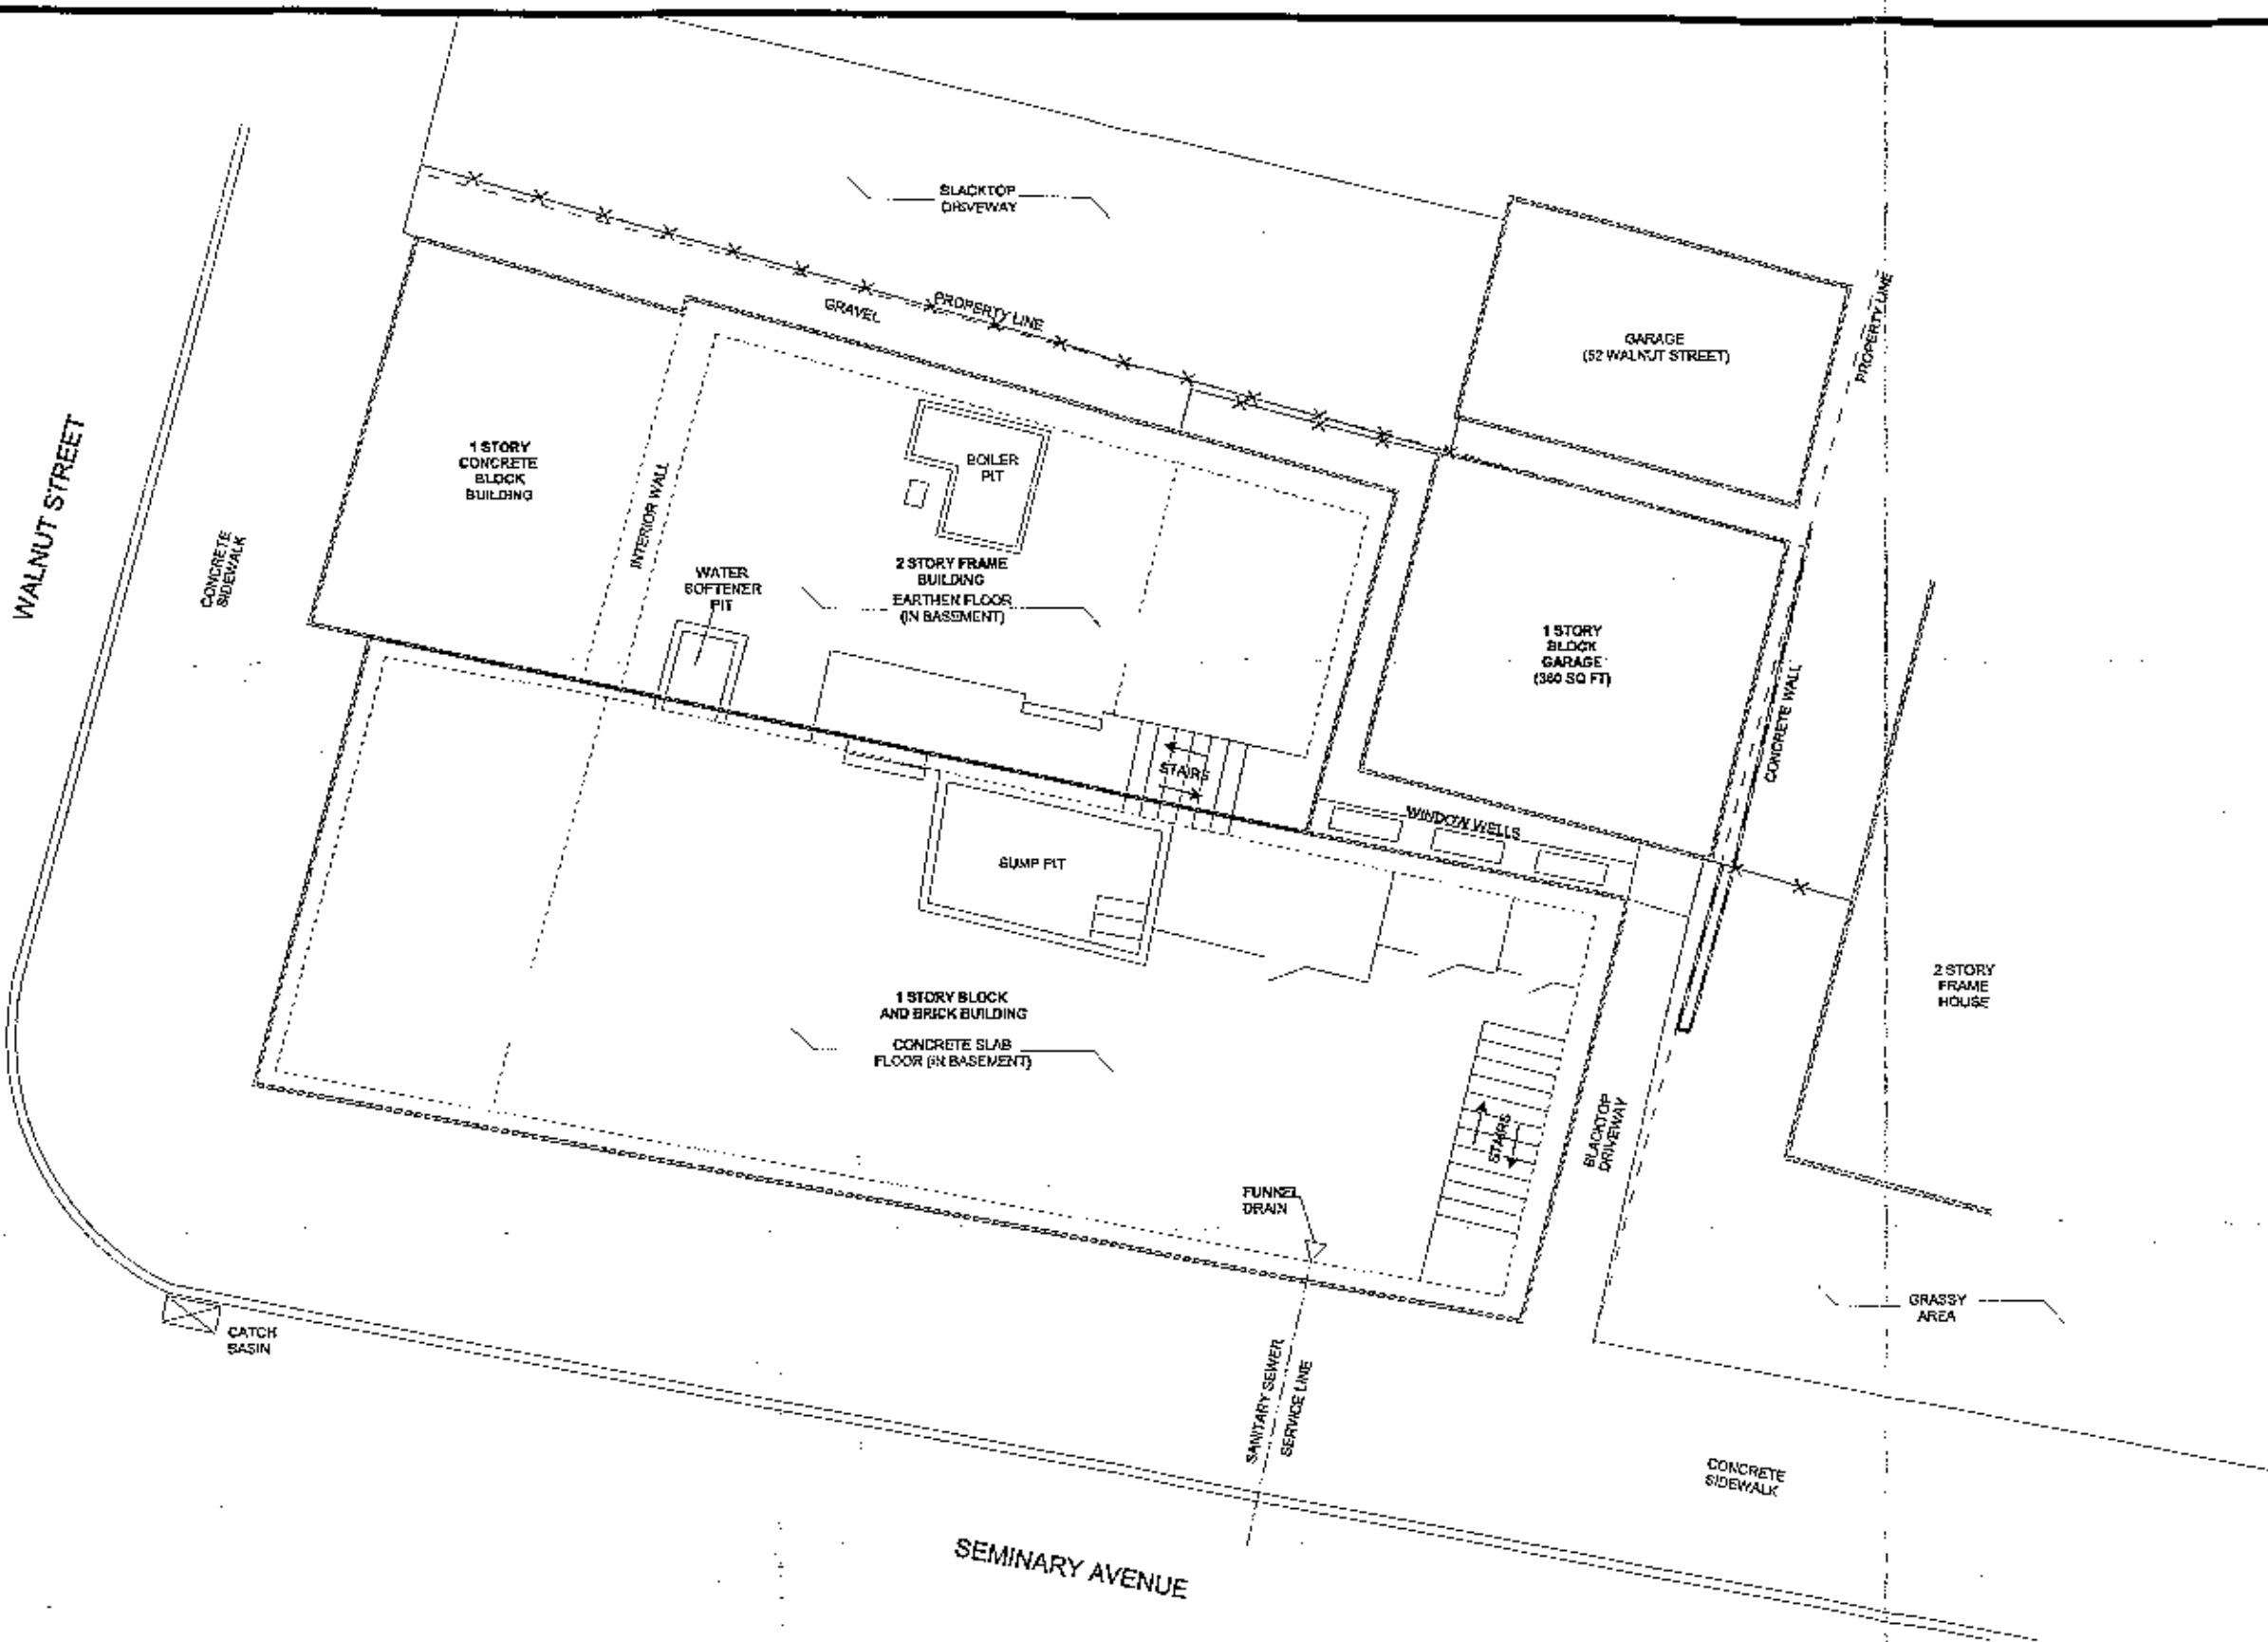 BLACKTOP
DRIVEWAY
PROPERTY LINE
GRAVEL
GARAGE
(52 WALNUT STREET)
PROPERTY LINE
WALNUT STREET
CONCRETE
SIDEWALK
1 STORY
CONCRETE
BLOCK
BUILDING
INTERIOR WALL
BOILER
PIT
WATER
SOFTENER
PIT
2 STORY FRAME
BUILDING
EARTHEN FLOOR
(IN BASEMENT)
1 STORY
BLOCK
GARAGE
(360 SQ FT)
CONCRETE WALL
STAIRS
WINDOW WELLS
SUMP PIT
2 STORY
FRAME
HOUSE
1 STORY BLOCK
AND BRICK BUILDING
CONCRETE SLAB
FLOOR (IN BASEMENT)
STAIRS
BLACKTOP
DRIVEWAY
FUNNEL
DRAIN
GRASSY
AREA
CATCH
BASIN
SANITARY SEWER
SERVICE LINE
CONCRETE
SIDEWALK
SEMINARY AVENUE